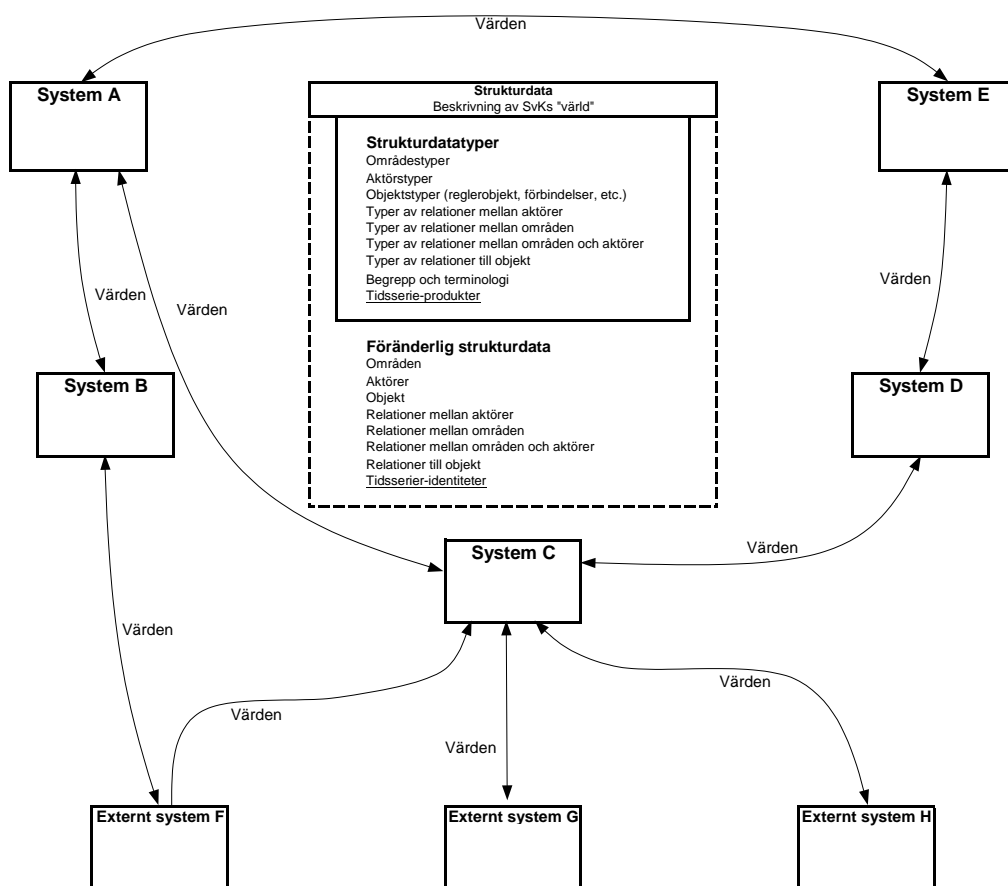 Värden
System A
System E
Strukturdata
Beskrivning av SvKs "värld"
Strukturdatatyper
Områdestyper
Aktörstyper
Objektstyper (reglerobjekt, förbindelser, etc.)
Typer av relationer mellan aktörer
Typer av relationer mellan områden
Typer av relationer mellan områden och aktörer
Typer av relationer till objekt
Begrepp och terminologi
Tidsserie-produkter
Värden
Värden
Värden
Föränderlig strukturdata
Områden
Aktörer
Objekt
Relationer mellan aktörer
Relationer mellan områden
Relationer mellan områden och aktörer
Relationer till objekt
Tidsserier-identiteter
System B
System D
System C
Värden
Värden
Värden
Värden
Värden
Externt system F
Externt system G
Externt system H